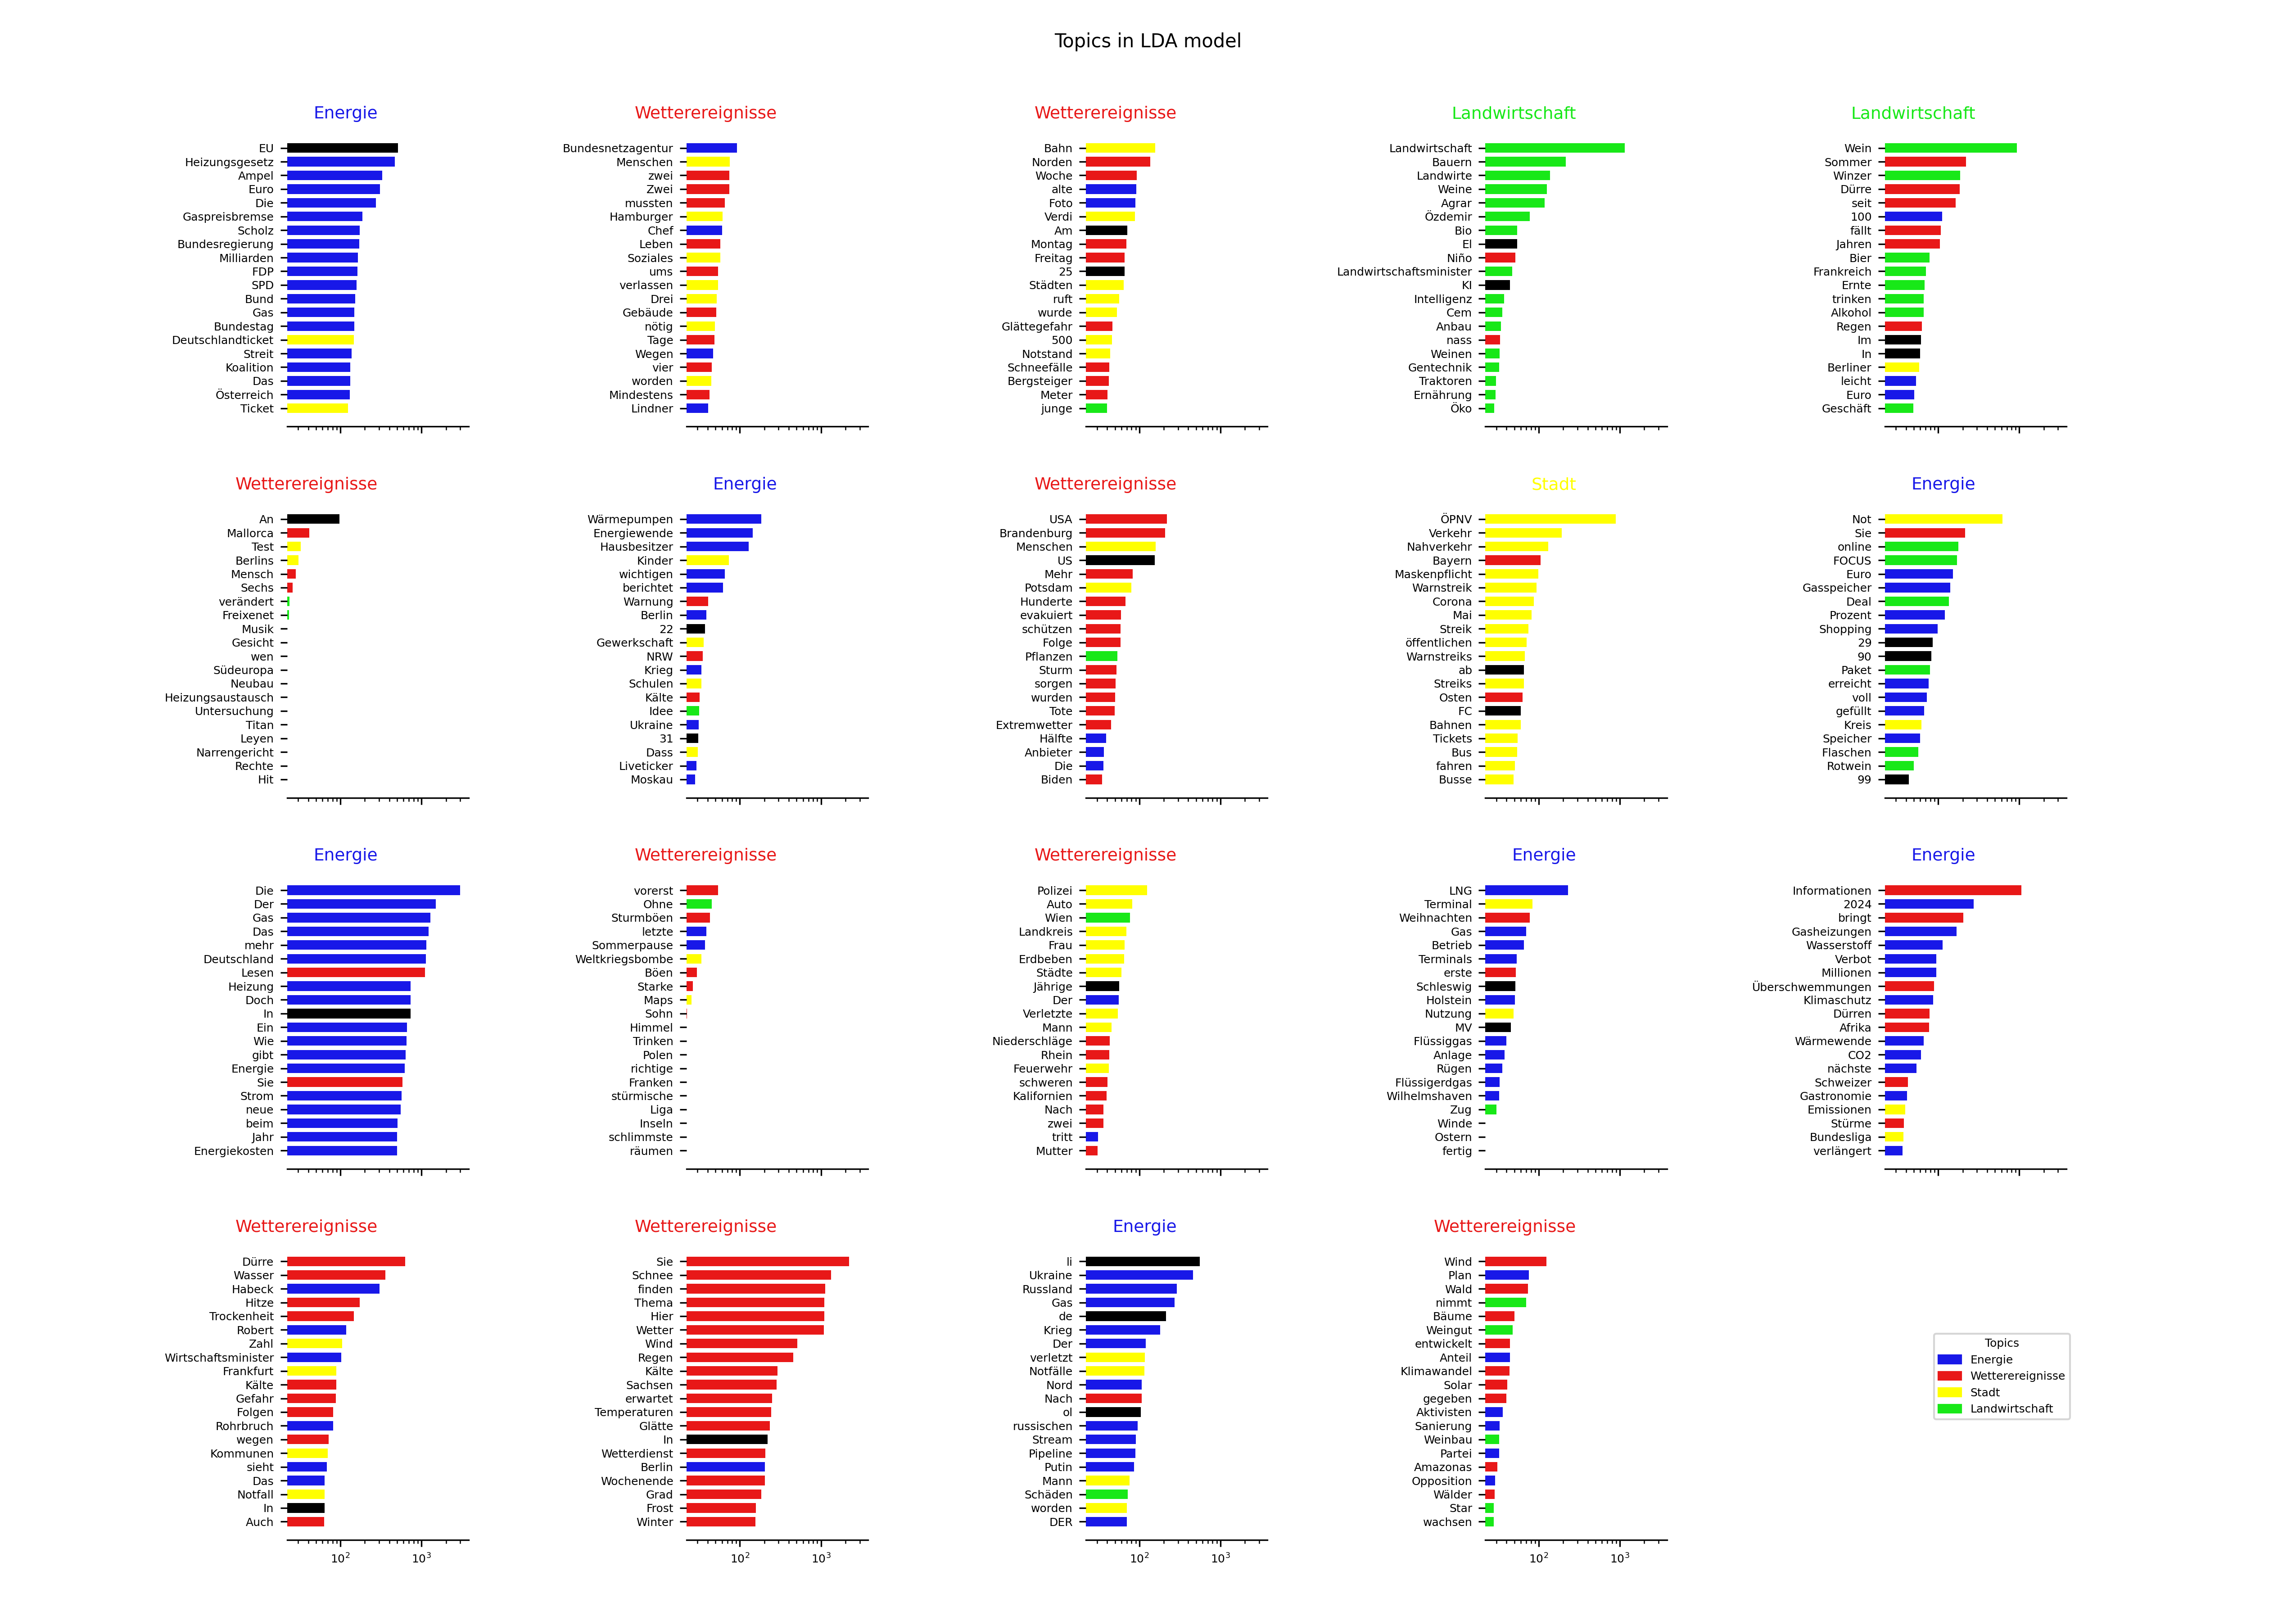 Topics in LDA model
Energie
EU
Heizungsgesetz
Ampel
Euro
Die
Gaspreisbremse
Scholz
Bundesregierung
Milliarden
FDP
SPD
Bund
Gas
Bundestag
Deutschlandticket
Streit
Koalition
Das
Österreich
Ticket
Wetterereignisse
Bundesnetzagentur
Menschen
zwei
Zwei
mussten
Hamburger
Chef
Leben
Soziales
ums
verlassen
Drei
Gebäude
nötig
Tage
Wegen
vier
worden
Mindestens
Lindner
Wetterereignisse
Bahn
Norden
Woche
alte
Foto
Verdi
Am
Montag
Freitag
25
Städten
ruft
wurde
Glättegefahr
500
Notstand
Schneefälle
Bergsteiger
Meter
junge
Landwirtschaft
Landwirtschaft
Bauern
Landwirte
Weine
Agrar
Özdemir
Bio
El
Niño
Landwirtschaftsminister
KI
Intelligenz
Cem
Anbau
nass
Weinen
Gentechnik
Traktoren
Ernährung
Öko
Landwirtschaft
Wein
Sommer
Winzer
Dürre
seit
100
fällt
Jahren
Bier
Frankreich
Ernte
trinken
Alkohol
Regen
Im
In
Berliner
leicht
Euro
Geschäft
Wetterereignisse
An
Mallorca
Test
Berlins
Mensch
Sechs
verändert
Freixenet
Musik
Gesicht
wen
Südeuropa
Neubau
Heizungsaustausch
Untersuchung
Titan
Leyen
Narrengericht
Rechte
Hit
Energie
Wärmepumpen
Energiewende
Hausbesitzer
Kinder
wichtigen
berichtet
Warnung
Berlin
22
Gewerkschaft
NRW
Krieg
Schulen
Kälte
Idee
Ukraine
31
Dass
Liveticker
Moskau
Wetterereignisse
USA
Brandenburg
Menschen
US
Mehr
Potsdam
Hunderte
evakuiert
schützen
Folge
Pflanzen
Sturm
sorgen
wurden
Tote
Extremwetter
Hälfte
Anbieter
Die
Biden
Stadt
ÖPNV
Verkehr
Nahverkehr
Bayern
Maskenpflicht
Warnstreik
Corona
Mai
Streik
öffentlichen
Warnstreiks
ab
Streiks
Osten
FC
Bahnen
Tickets
Bus
fahren
Busse
Energie
Not
Sie
online
FOCUS
Euro
Gasspeicher
Deal
Prozent
Shopping
29
90
Paket
erreicht
voll
gefüllt
Kreis
Speicher
Flaschen
Rotwein
99
Energie
Die
Der
Gas
Das
mehr
Deutschland
Lesen
Heizung
Doch
In
Ein
Wie
gibt
Energie
Sie
Strom
neue
beim
Jahr
Energiekosten
Wetterereignisse
vorerst
Ohne
Sturmböen
letzte
Sommerpause
Weltkriegsbombe
Böen
Starke
Maps
Sohn
Himmel
Trinken
Polen
richtige
Franken
stürmische
Liga
Inseln
schlimmste
räumen
Wetterereignisse
Polizei
Auto
Wien
Landkreis
Frau
Erdbeben
Städte
Jährige
Der
Verletzte
Mann
Niederschläge
Rhein
Feuerwehr
schweren
Kalifornien
Nach
zwei
tritt
Mutter
Energie
LNG
Terminal
Weihnachten
Gas
Betrieb
Terminals
erste
Schleswig
Holstein
Nutzung
MV
Flüssiggas
Anlage
Rügen
Flüssigerdgas
Wilhelmshaven
Zug
Winde
Ostern
fertig
Energie
Informationen
2024
bringt
Gasheizungen
Wasserstoff
Verbot
Millionen
Überschwemmungen
Klimaschutz
Dürren
Afrika
Wärmewende
CO2
nächste
Schweizer
Gastronomie
Emissionen
Stürme
Bundesliga
verlängert
Wetterereignisse
Dürre
Wasser
Habeck
Hitze
Trockenheit
Robert
Zahl
Wirtschaftsminister
Frankfurt
Kälte
Gefahr
Folgen
Rohrbruch
wegen
Kommunen
sieht
Das
Notfall
In
Auch
10²
10³
Wetterereignisse
Sie
Schnee
finden
Thema
Hier
Wetter
Wind
Regen
Kälte
Sachsen
erwartet
Temperaturen
Glätte
In
Wetterdienst
Berlin
Wochenende
Grad
Frost
Winter
10²
10³
Energie
li
Ukraine
Russland
Gas
de
Krieg
Der
verletzt
Notfälle
Nord
Nach
ol
russischen
Stream
Pipeline
Putin
Mann
Schäden
worden
DER
10²
10³
Wetterereignisse
Wind
Plan
Wald
nimmt
Bäume
Weingut
entwickelt
Anteil
Klimawandel
Solar
gegeben
Aktivisten
Sanierung
Weinbau
Partei
Amazonas
Opposition
Wälder
Star
wachsen
10²
10³
Topics
Energie
Wetterereignisse
Stadt
Landwirtschaft